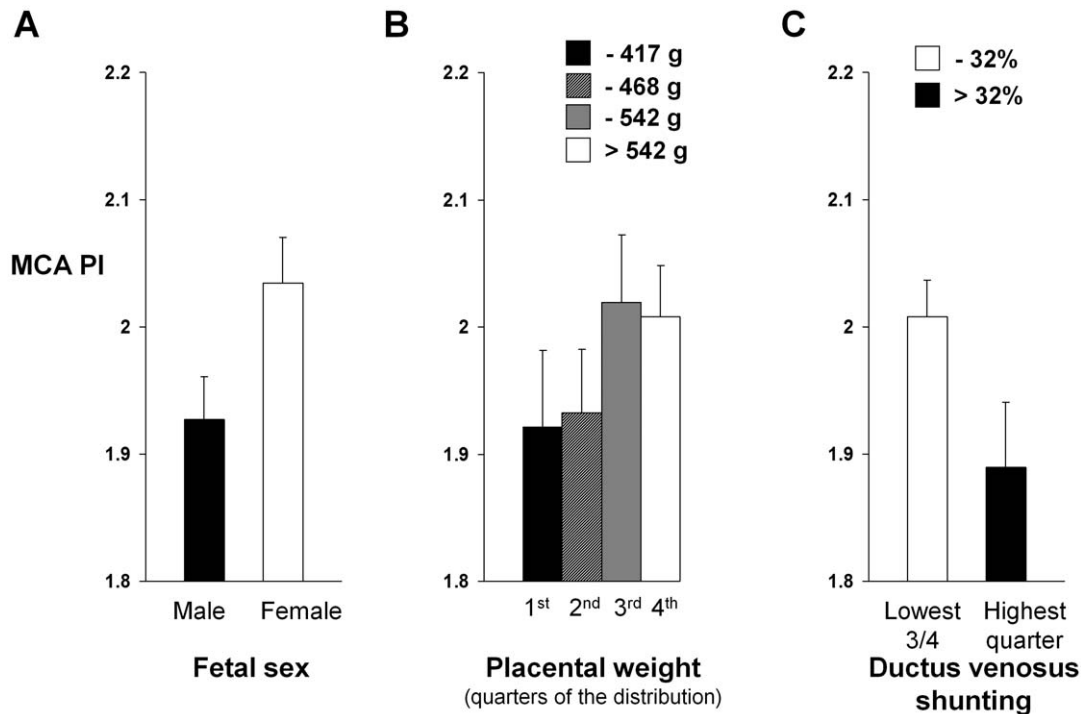 A
2.2
2.1
MCA PI
2
1.9
1.8
Male Female
Fetal sex
B
- 417 g
- 468 g
- 542 g
> 542 g
2.2
2.1
2
1.9
1.8
1st 2nd 3rd 4th
Placental weight
(quarters of the distribution)
C
- 32%
> 32%
2.2
2.1
2
1.9
1.8
Lowest Highest
3/4 quarter
Ductus venosus
shunting